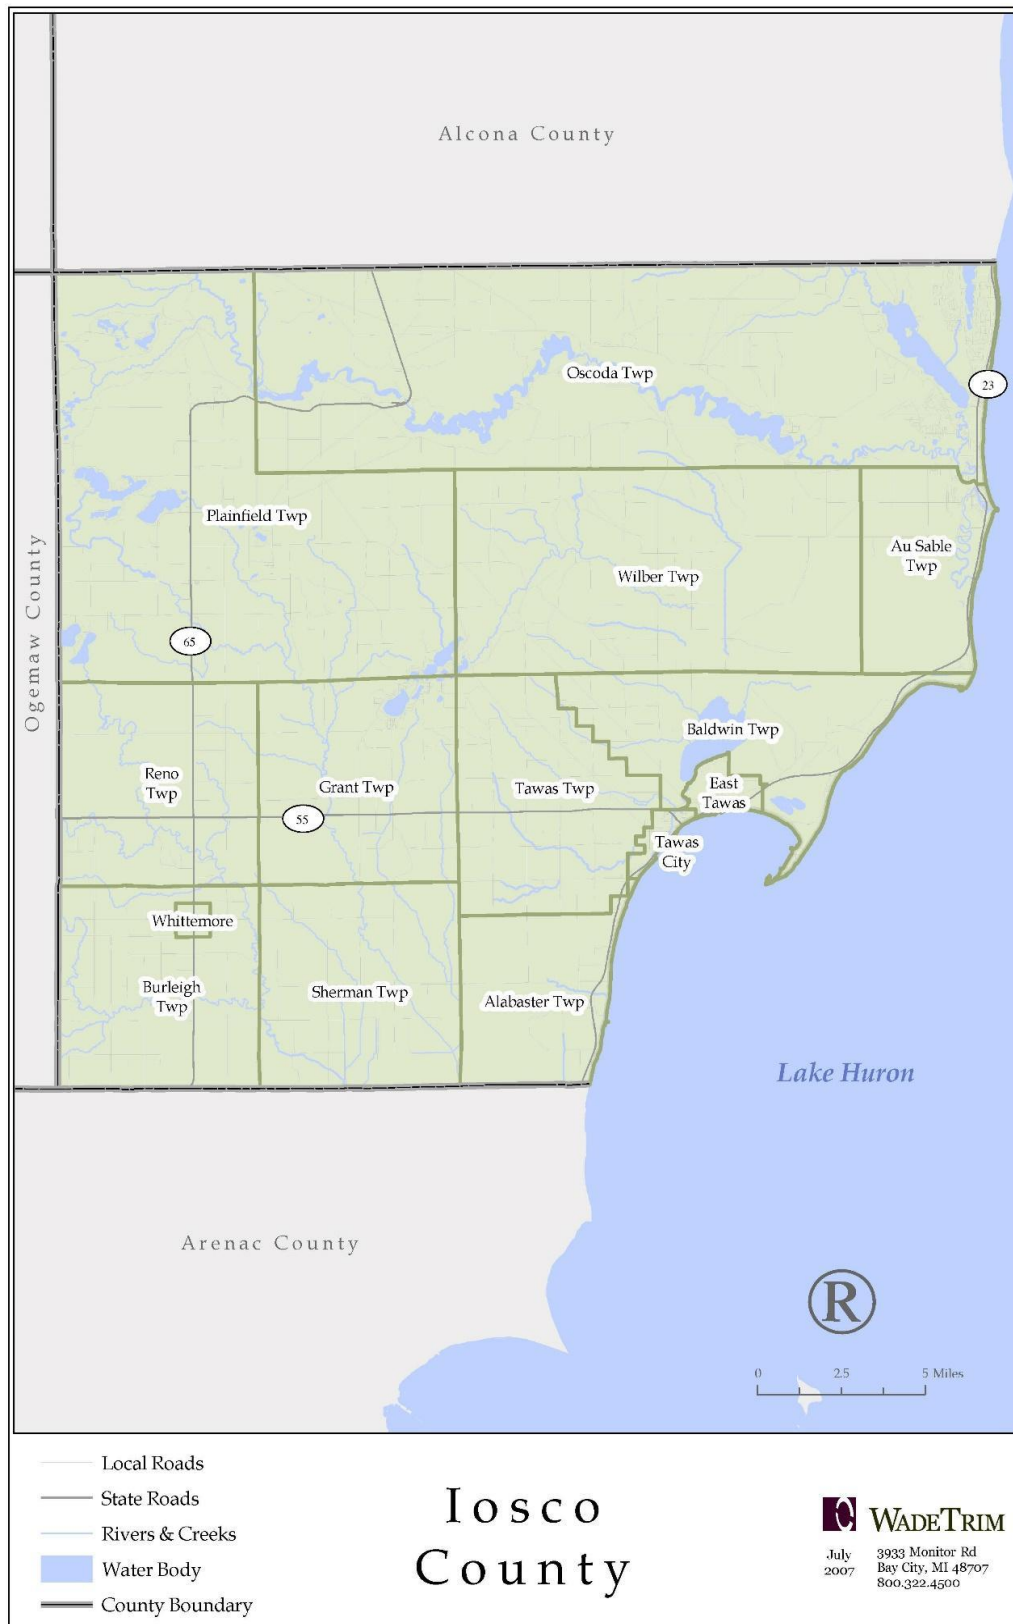 Alcona County
Oscoda Twp
23
Plainfield Twp
Au Sable
Twp
Wilber Twp
Ogemaw County
65
Baldwin Twp
Reno
Twp
Grant Twp
Tawas Twp
East
Tawas
55
Tawas
City
Whittemore
Burleigh
Twp
Sherman Twp
Alabaster Twp
Lake Huron
Arenac County
R
0 2.5 5 Miles
Local Roads
State Roads
Rivers & Creeks
Water Body
County Boundary
Iosco
County
WADETRIM
July
2007
3933 Monitor Rd
Bay City, MI 48707
800.322.4500